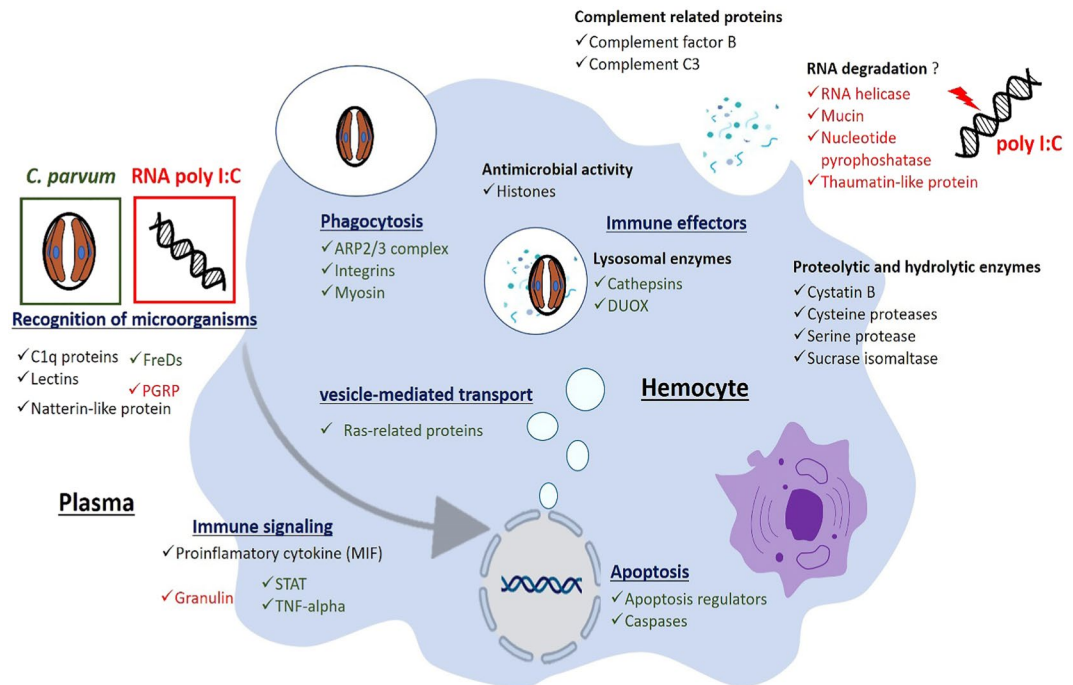 Complement related proteins
✓Complement factor B
✓Complement C3
RNA degradation ?
✓RNA helicase
✓Mucin
✓Nucleotide
pyrophoshatase
✓Thaumatin-like protein
poly I:C
Antimicrobial activity
✓Histones
C. parvum
RNA poly I:C
Recognition of microorganisms
✓C1q proteins
✓Lectins
✓Natterin-like protein
✓FreDs
✓PGRP
Phagocytosis
✓ARP2/3 complex
✓Integrins
✓Myosin
Immune effectors
Lysosomal enzymes
✓Cathepsins
✓DUOX
Proteolytic and hydrolytic enzymes
✓Cystatin B
✓Cysteine proteases
✓Serine protease
✓Sucrase isomaltase
vesicle-mediated transport
✓ Ras-related proteins
Hemocyte
Plasma
Immune signaling
✓Proinflamatory cytokine (MIF)
✓Granulin
✓STAT
✓TNF-alpha
Apoptosis
✓Apoptosis regulators
✓Caspases